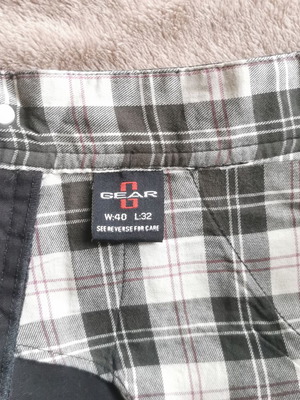 G
GEAR
W:40 L:32
SEE REVERSE FOR CARE